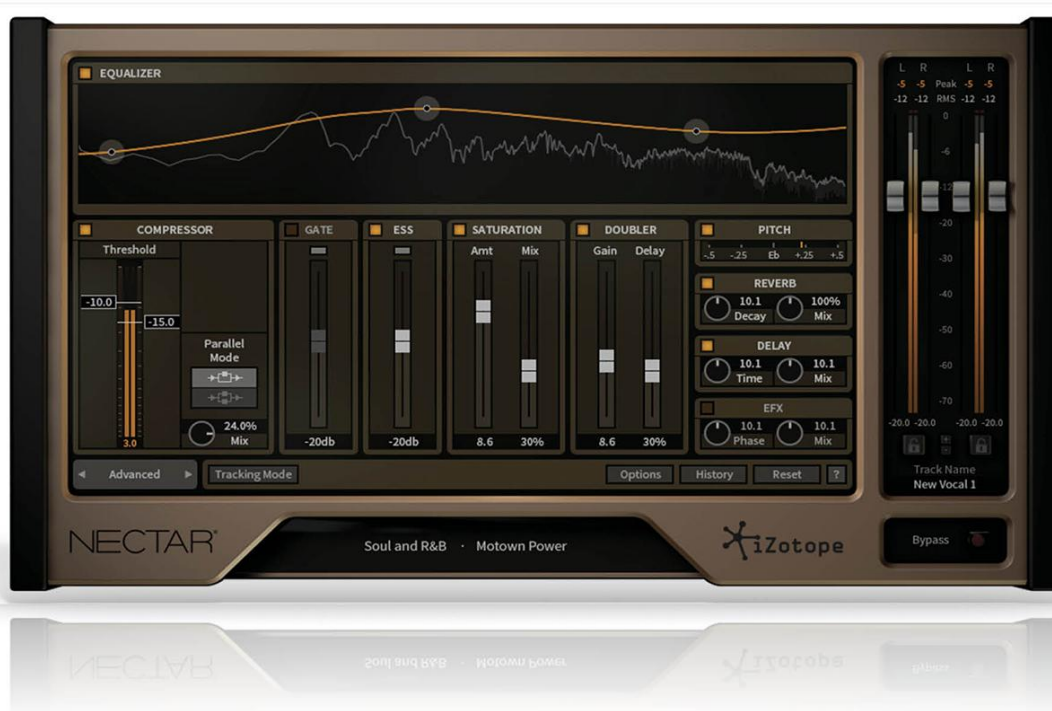 EQUALIZER
COMPRESSOR
Threshold
-10.0
-15.0
3.0
Parallel
Mode
24.0%
Mix
GATE
-20db
ESS
-20db
SATURATION
Amt Mix
8.6 30%
DOUBLER
Gain Delay
8.6 30%
PITCH
-.5 -.25 Eb +.25 +.5
REVERB
10.1 100%
Decay Mix
DELAY
10.1 10.1
Time Mix
EFX
10.1 10.1
Phase Mix
Advanced
Tracking Mode
Options
History
Reset
?
L R L R
-5 -5 Peak -5 -5
-12 -12 RMS -12 -12
0
-6
-12
-20
-30
-40
-50
-60
-70
-20.0 -20.0 -20.0 -20.0
Track Name
New Vocal 1
NECTAR®
Soul and R&B · Motown Power
iZotope
Bypass